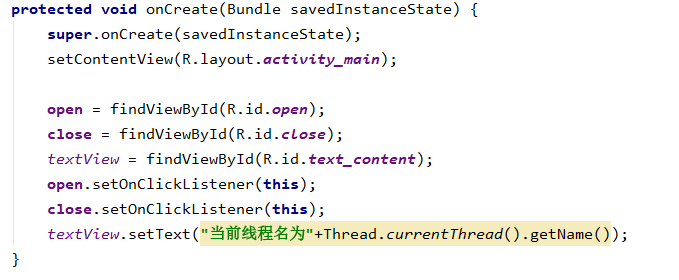 protected void onCreate(Bundle savedInstanceState) {
super.onCreate(savedInstanceState);
setContentView(R.layout.activity_main);
open = findViewById(R.id.open);
close = findViewById(R.id.close);
textView = findViewById(R.id.text_content);
open.setOnClickListener(this);
close.setOnClickListener(this);
textView.setText("当前线程名为"+Thread.currentThread().getName());
}